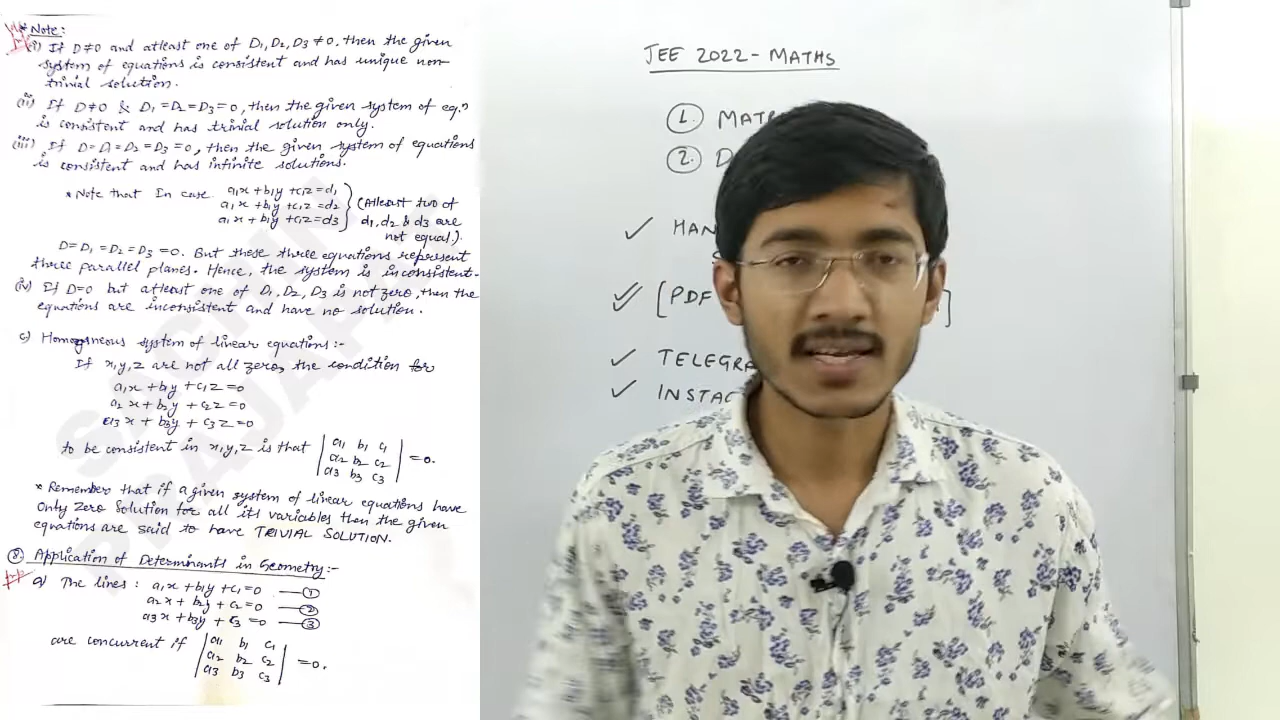 * Note:
(i) If D≠0 and atleast one of D1, D2, D3 ≠0, then the given
system of equations is consistent and has unique non-
trivial solution.
(ii) If D≠0 & D1=D2=D3=0, then the given system of eq.?
is consistent and has trivial solution only.
(iii) If D=D1=D2=D3=0, then the given system of equations
is consistent and has infinite solutions.
* Note that In case a1x+b1y+c1z=d1
a1x+b1y+c1z=d2
a1x+b1y+c1z=d3
(Atleast two of
d1, d2 & d3 are
not equal).
D=D1=D2=D3=0. But these three equations represent
three parallel planes. Hence, the system is inconsistent.
(iv) If D=0 but atleast one of D1, D2, D3 is not zero, then the
equations are inconsistent and have no solution.
c) Homogeneous system of linear equations:-
If x,y,z are not all zero, the condition for
a1x+by+c1z=0
a2x+b2y+c2z=0
a3x+b3y+c3z=0
to be consistent in x,y,z is that | a1 b1 c1
a2 b2 c2
a3 b3 c3 | =0.
* Remember that if a given system of linear equations have
Only zero Solution for all its variables then the given
equations are said to have TRIVIAL SOLUTION.
⑧ Application of Determinants in Geometry:-
a) The lines: a1x+b1y+c1=0 —①
a2x+b2y+c2=0 —②
a3x+b3y+c3=0 —③
are concurrent if | a1 b1 c1
a2 b2 c2
a3 b3 c3 | =0.
SACHIN
PRAJAPATI
JEE 2022 - MATHS
①. MATR
②. D
✓ HAN
✓ [PDF ]
✓ TELEGRA
✓ INSTAG